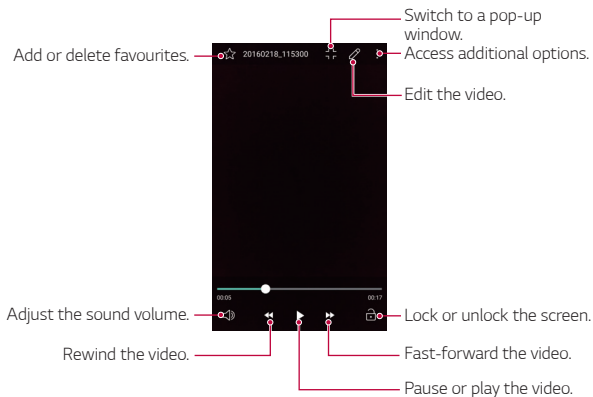 Switch to a pop-up
window.
Add or delete favourites.
20160218_115300
Access additional options.
Edit the video.
00:05
00:17
Adjust the sound volume.
Lock or unlock the screen.
Rewind the video.
Fast-forward the video.
Pause or play the video.